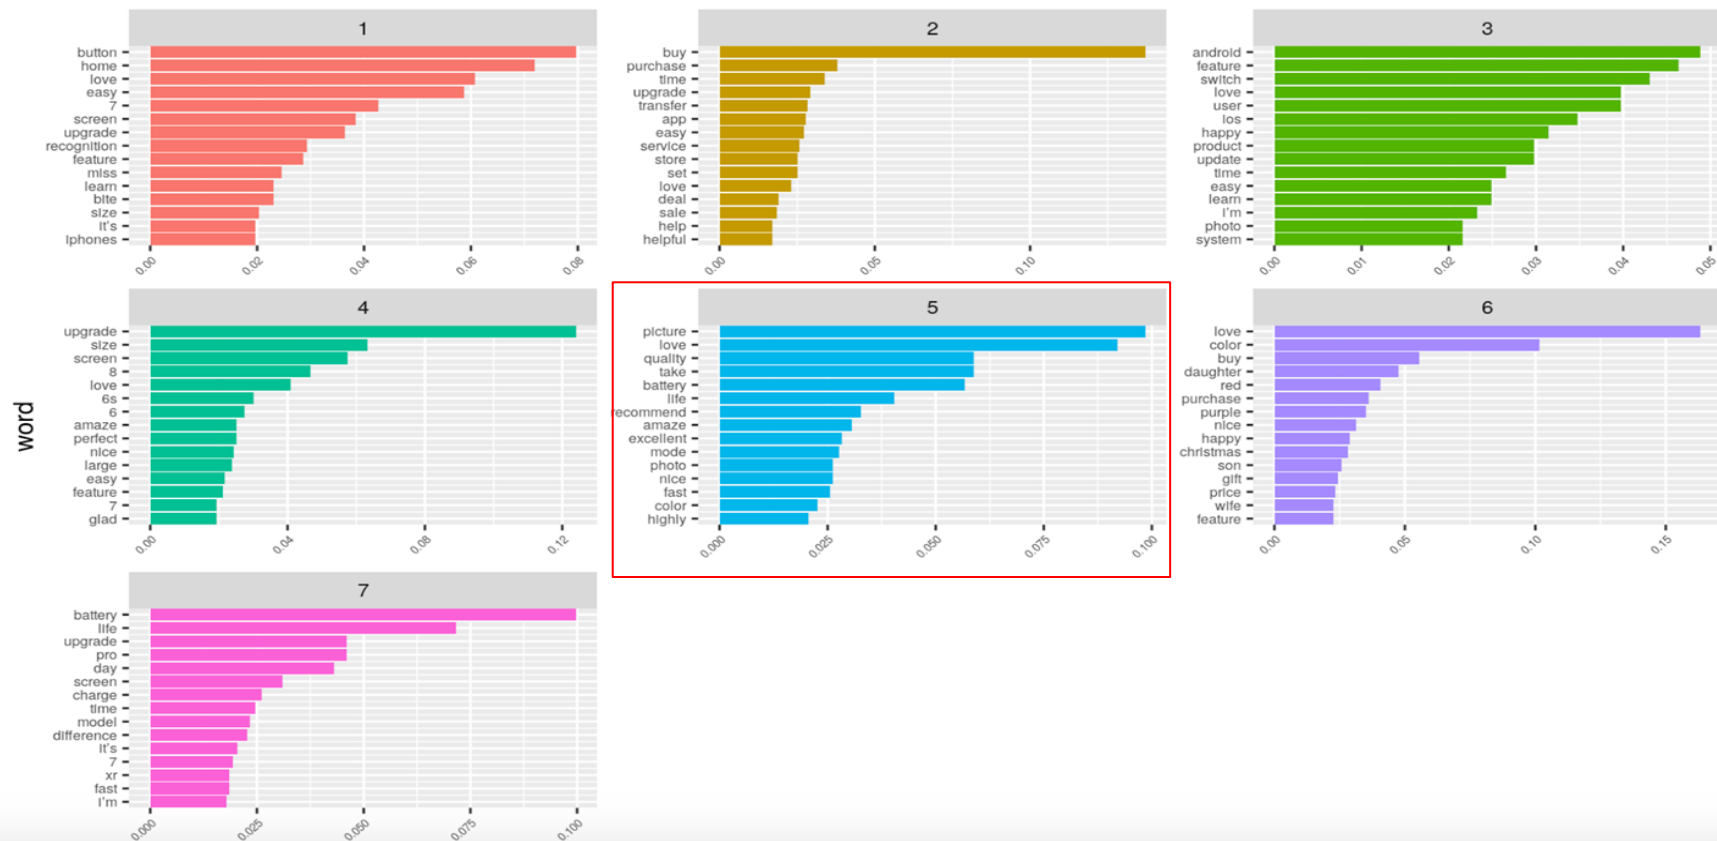 word
1
button
home
love
easy
7
screen
upgrade
recognition
feature
miss
learn
bite
size
it's
iphones
0.00 0.02 0.04 0.06 0.08
2
buy
purchase
time
upgrade
transfer
app
easy
service
store
set
love
deal
sale
help
helpful
0.00 0.05 0.10
3
android
feature
switch
love
user
ios
happy
product
update
time
easy
learn
i'm
photo
system
0.00 0.01 0.02 0.03 0.04 0.05
4
upgrade
size
screen
8
love
6s
6
amaze
perfect
nice
large
easy
feature
7
glad
0.00 0.04 0.08 0.12
5
picture
love
quality
take
battery
life
recommend
amaze
excellent
mode
photo
nice
fast
color
highly
0.000 0.025 0.050 0.075 0.100
6
love
color
buy
daughter
red
purchase
purple
nice
happy
christmas
son
gift
price
wife
feature
0.00 0.05 0.10 0.15
7
battery
life
upgrade
pro
day
screen
charge
time
model
difference
it's
7
xr
fast
i'm
0.000 0.025 0.050 0.075 0.100